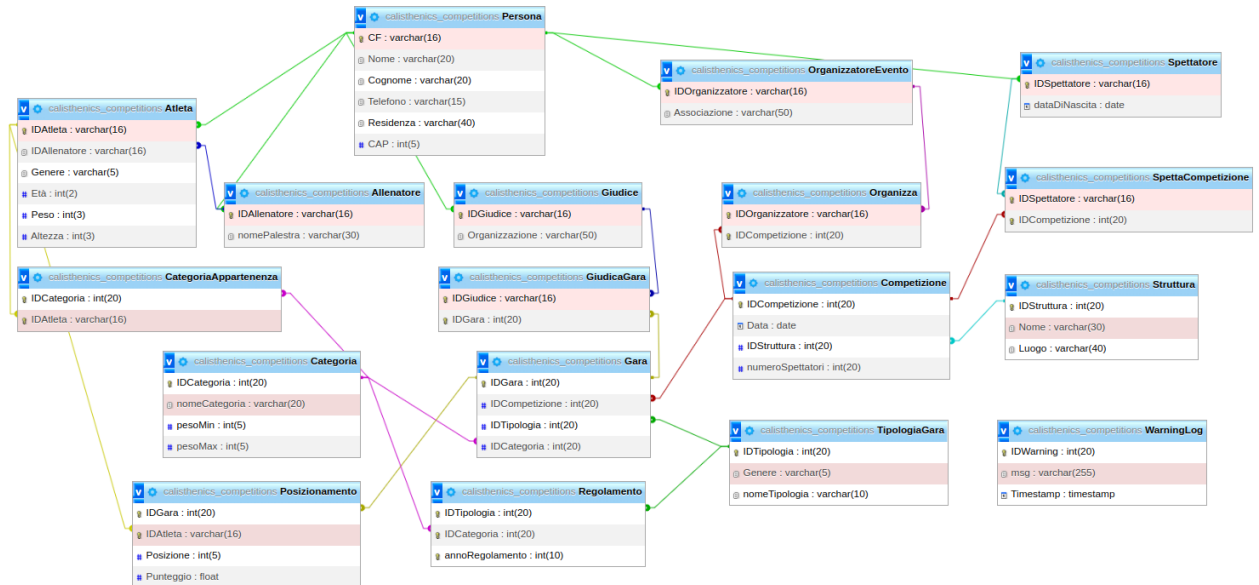 calisthenics_competitions Persona
CF : varchar(16)
Nome : varchar(20)
Cognome : varchar(20)
Telefono : varchar(15)
Residenza : varchar(40)
CAP : int(5)
calisthenics_competitions OrganizzatoreEvento
IDOrganizzatore : varchar(16)
Associazione : varchar(50)
calisthenics_competitions Spettatore
IDSpettatore : varchar(16)
dataDiNascita : date
calisthenics_competitions Atleta
IDAtleta : varchar(16)
IDAllenatore : varchar(16)
Genere : varchar(5)
Età : int(2)
Peso : int(3)
Altezza : int(3)
calisthenics_competitions Allenatore
IDAllenatore : varchar(16)
nomePalestra : varchar(30)
calisthenics_competitions Giudice
IDGiudice : varchar(16)
Organizzazione : varchar(50)
calisthenics_competitions Organizza
IDOrganizzatore : varchar(16)
IDCompetizione : int(20)
calisthenics_competitions SpettaCompetizione
IDSpettatore : varchar(16)
IDCompetizione : int(20)
calisthenics_competitions CategoriaAppartenenza
IDCategoria : int(20)
IDAtleta : varchar(16)
calisthenics_competitions GiudicaGara
IDGiudice : varchar(16)
IDGara : int(20)
calisthenics_competitions Competizione
IDCompetizione : int(20)
Data : date
IDStruttura : int(20)
numeroSpettatori : int(20)
calisthenics_competitions Struttura
IDStruttura : int(20)
Nome : varchar(30)
Luogo : varchar(40)
calisthenics_competitions Categoria
IDCategoria : int(20)
nomeCategoria : varchar(20)
pesoMin : int(5)
pesoMax : int(5)
calisthenics_competitions Gara
IDGara : int(20)
IDCompetizione : int(20)
IDTipologia : int(20)
IDCategoria : int(20)
calisthenics_competitions TipologiaGara
IDTipologia : int(20)
Genere : varchar(5)
nomeTipologia : varchar(10)
calisthenics_competitions WarningLog
IDWarning : int(20)
msg : varchar(255)
Timestamp : timestamp
calisthenics_competitions Posizionamento
IDGara : int(20)
IDAtleta : varchar(16)
Posizione : int(5)
Punteggio : float
calisthenics_competitions Regolamento
IDTipologia : int(20)
IDCategoria : int(20)
annoRegolamento : int(10)